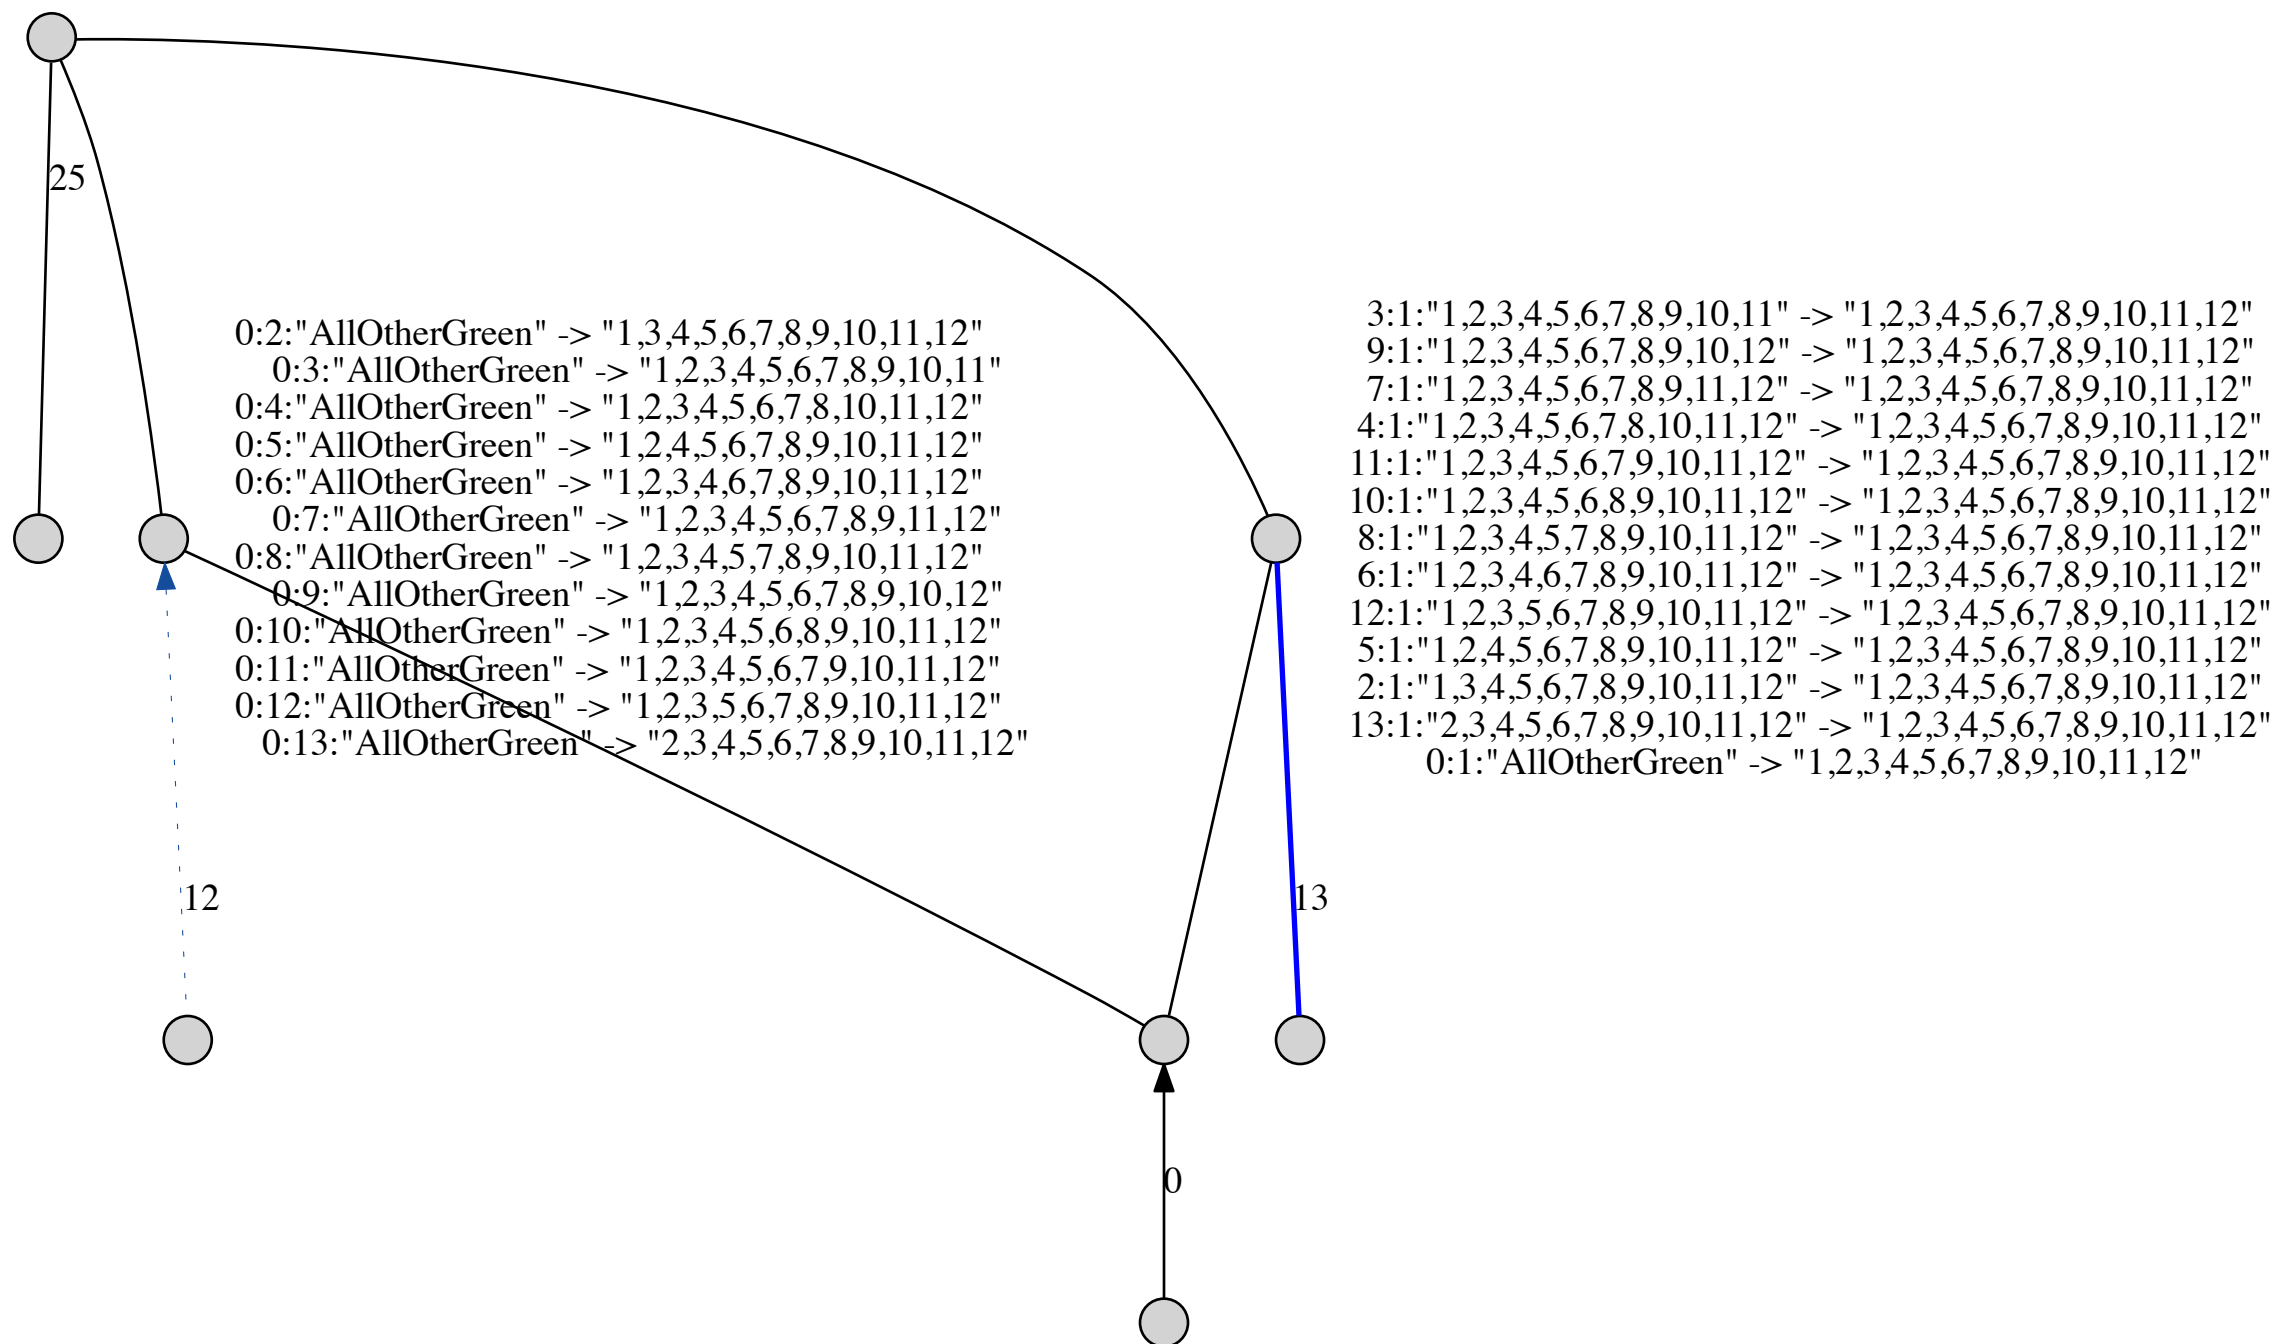 25
0:2:"AllOtherGreen" -> "1,3,4,5,6,7,8,9,10,11,12"
0:3:"AllOtherGreen" -> "1,2,3,4,5,6,7,8,9,10,11"
0:4:"AllOtherGreen" -> "1,2,3,4,5,6,7,8,10,11,12"
0:5:"AllOtherGreen" -> "1,2,4,5,6,7,8,9,10,11,12"
0:6:"AllOtherGreen" -> "1,2,3,4,6,7,8,9,10,11,12"
0:7:"AllOtherGreen" -> "1,2,3,4,5,6,7,8,9,11,12"
0:8:"AllOtherGreen" -> "1,2,3,4,5,7,8,9,10,11,12"
0:9:"AllOtherGreen" -> "1,2,3,4,5,6,7,8,9,10,12"
0:10:"AllOtherGreen" -> "1,2,3,4,5,6,8,9,10,11,12"
0:11:"AllOtherGreen" -> "1,2,3,4,5,6,7,9,10,11,12"
0:12:"AllOtherGreen" -> "1,2,3,5,6,7,8,9,10,11,12"
0:13:"AllOtherGreen" -> "2,3,4,5,6,7,8,9,10,11,12"
3:1:"1,2,3,4,5,6,7,8,9,10,11" -> "1,2,3,4,5,6,7,8,9,10,11,12"
9:1:"1,2,3,4,5,6,7,8,9,10,12" -> "1,2,3,4,5,6,7,8,9,10,11,12"
7:1:"1,2,3,4,5,6,7,8,9,11,12" -> "1,2,3,4,5,6,7,8,9,10,11,12"
4:1:"1,2,3,4,5,6,7,8,10,11,12" -> "1,2,3,4,5,6,7,8,9,10,11,12"
11:1:"1,2,3,4,5,6,7,9,10,11,12" -> "1,2,3,4,5,6,7,8,9,10,11,12"
10:1:"1,2,3,4,5,6,8,9,10,11,12" -> "1,2,3,4,5,6,7,8,9,10,11,12"
8:1:"1,2,3,4,5,7,8,9,10,11,12" -> "1,2,3,4,5,6,7,8,9,10,11,12"
6:1:"1,2,3,4,6,7,8,9,10,11,12" -> "1,2,3,4,5,6,7,8,9,10,11,12"
12:1:"1,2,3,5,6,7,8,9,10,11,12" -> "1,2,3,4,5,6,7,8,9,10,11,12"
5:1:"1,2,4,5,6,7,8,9,10,11,12" -> "1,2,3,4,5,6,7,8,9,10,11,12"
2:1:"1,3,4,5,6,7,8,9,10,11,12" -> "1,2,3,4,5,6,7,8,9,10,11,12"
13:1:"2,3,4,5,6,7,8,9,10,11,12" -> "1,2,3,4,5,6,7,8,9,10,11,12"
0:1:"AllOtherGreen" -> "1,2,3,4,5,6,7,8,9,10,11,12"
12
13
0